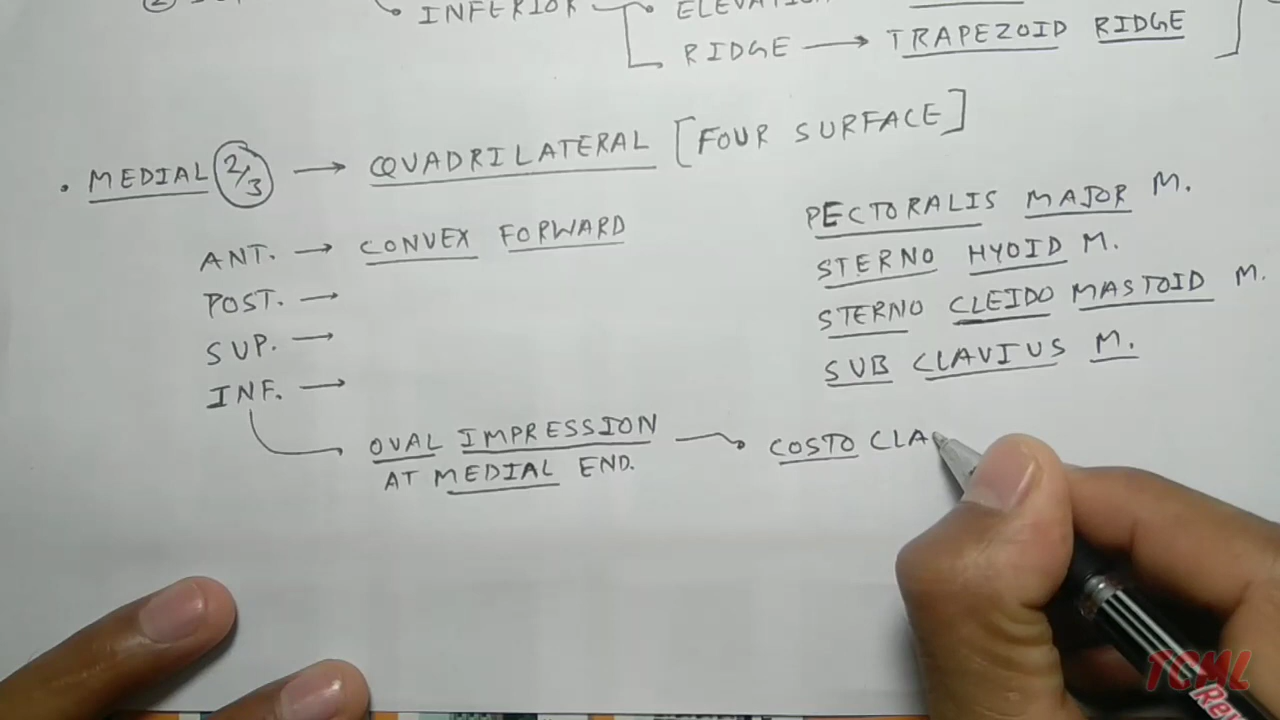 INFERIOR
RIDGE → TRAPEZOID RIDGE
. MEDIAL 2/3 → QUADRILATERAL [FOUR SURFACE]
ANT. → CONVEX FORWARD
POST. →
SUP. →
INF. →
OVAL IMPRESSION
AT MEDIAL END.
PECTORALIS MAJOR M.
STERNO HYOID M.
STERNO CLEIDO MASTOID M.
SUB CLAVIUS M.
COSTO CLA
TCML